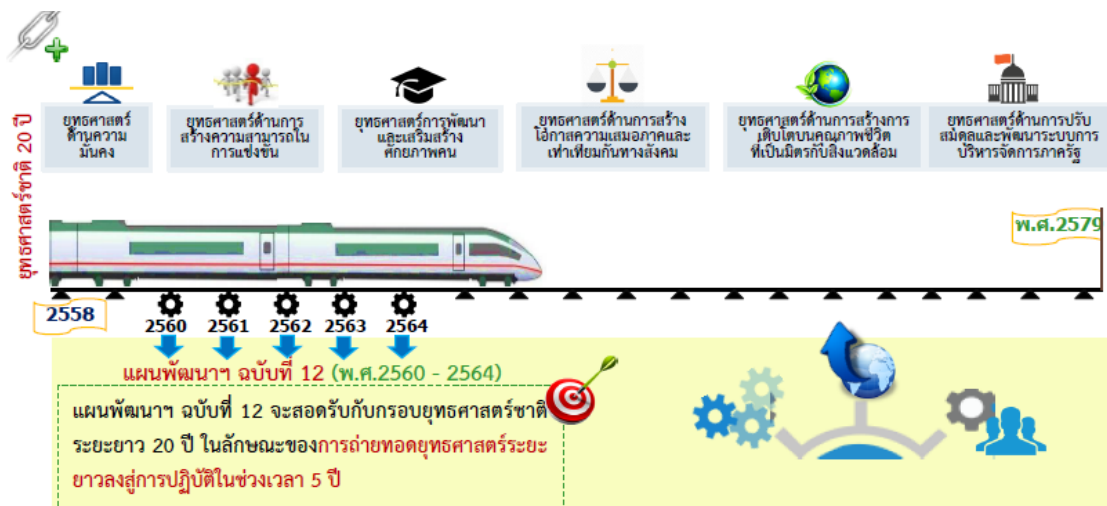 ยุทธศาสตร์ชาติ 20 ปี
ยุทธศาสตร์
ด้านความ
มั่นคง
ยุทธศาสตร์ด้านการ
สร้างความสามารถใน
การแข่งขัน
ยุทธศาสตร์การพัฒนา
และเสริมสร้าง
ศักยภาพคน
ยุทธศาสตร์ด้านการสร้าง
โอกาสความเสมอภาคและ
เท่าเทียมกันทางสังคม
ยุทธศาสตร์ด้านการสร้างการ
เติบโตบนคุณภาพชีวิต
ที่เป็นมิตรกับสิ่งแวดล้อม
ยุทธศาสตร์ด้านการปรับ
สมดุลและพัฒนาระบบการ
บริหารจัดการภาครัฐ
พ.ศ.2579
2558
2560 2561 2562 2563 2564
แผนพัฒนาฯ ฉบับที่ 12 (พ.ศ.2560 - 2564)
แผนพัฒนาฯ ฉบับที่ 12 จะสอดรับกับกรอบยุทธศาสตร์ชาติ
ระยะยาว 20 ปี ในลักษณะของการถ่ายทอดยุทธศาสตร์ระยะ
ยาวลงสู่การปฏิบัติในช่วงเวลา 5 ปี